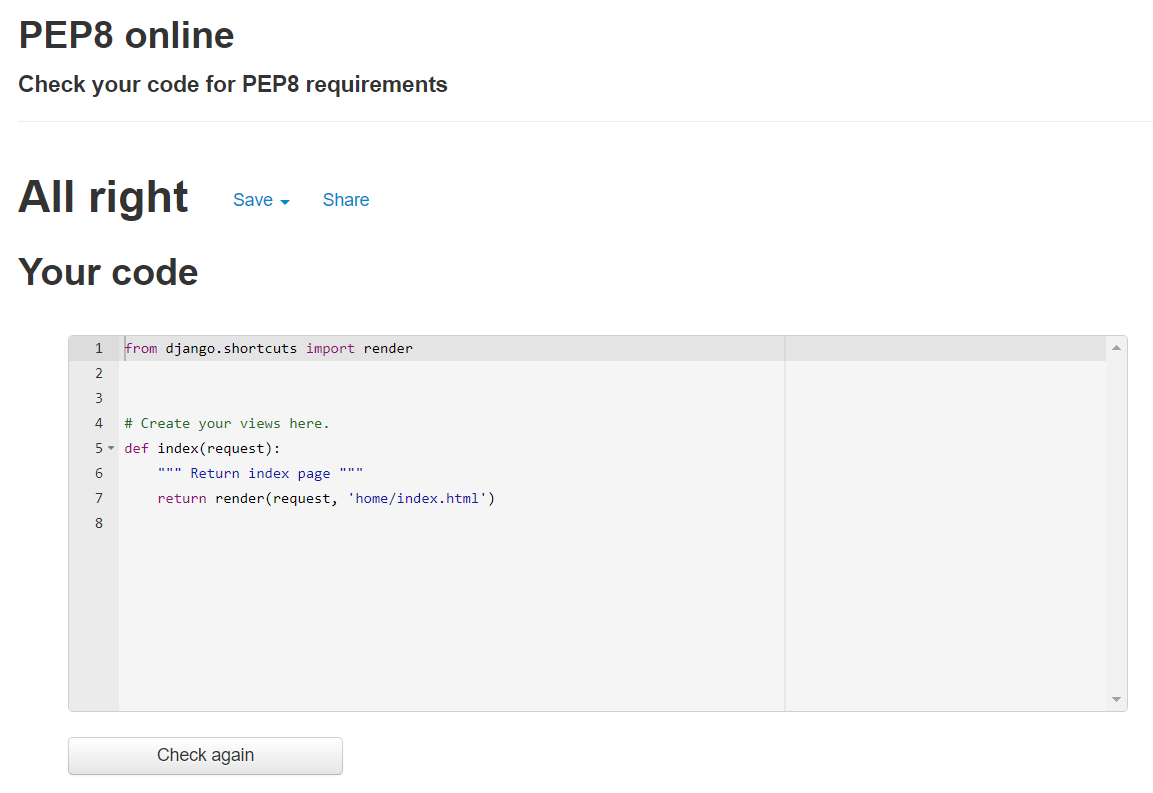 PEP8 online
Check your code for PEP8 requirements
All right Save Share
Your code
1 from django.shortcuts import render
2
3
4 # Create your views here.
5 def index(request):
6     """ Return index page """
7     return render(request, 'home/index.html')
8
Check again